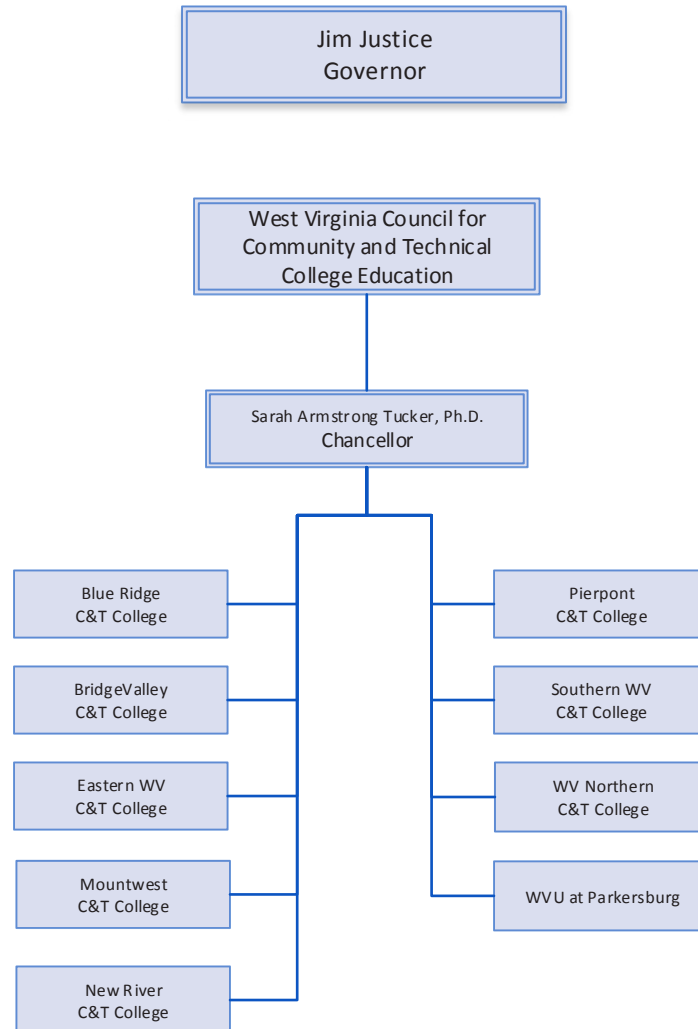 Jim Justice
Governor
West Virginia Council for
Community and Technical
College Education
Sarah Armstrong Tucker, Ph.D.
Chancellor
Blue Ridge
C&T College
BridgeValley
C&T College
Eastern WV
C&T College
Mountwest
C&T College
New River
C&T College
Pierpont
C&T College
Southern WV
C&T College
WV Northern
C&T College
WVU at Parkersburg